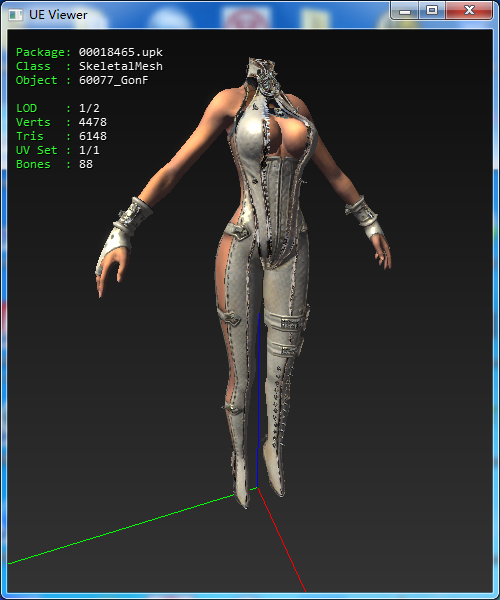 UE Viewer
Package: 00018465.upk
Class : SkeletalMesh
Object : 60077_GonF
LOD : 1/2
Verts : 4478
Tris : 6148
UV Set : 1/1
Bones : 88